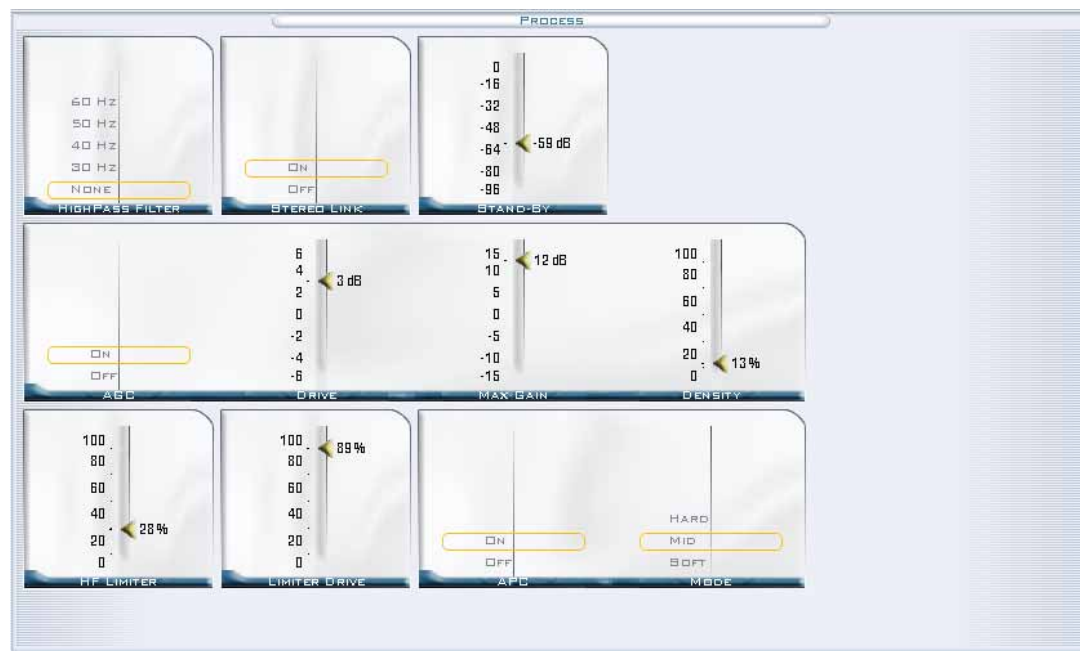 PROCESS
60 Hz
50 Hz
40 Hz
30 Hz
NONE
HIGHPASS FILTER
ON
OFF
STEREO LINK
0
-16
-32
-48
-64
-80
-96
-59 dB
STAND-BY
ON
OFF
AGC
6
4
2
0
-2
-4
-6
3 dB
DRIVE
15
10
5
0
-5
-10
-15
12 dB
MAX GAIN
100
80
60
40
20
0
13%
DENSITY
100
80
60
40
20
0
28%
HF LIMITER
100
80
60
40
20
0
89%
LIMITER DRIVE
ON
OFF
APC
HARD
MID
SOFT
MODE